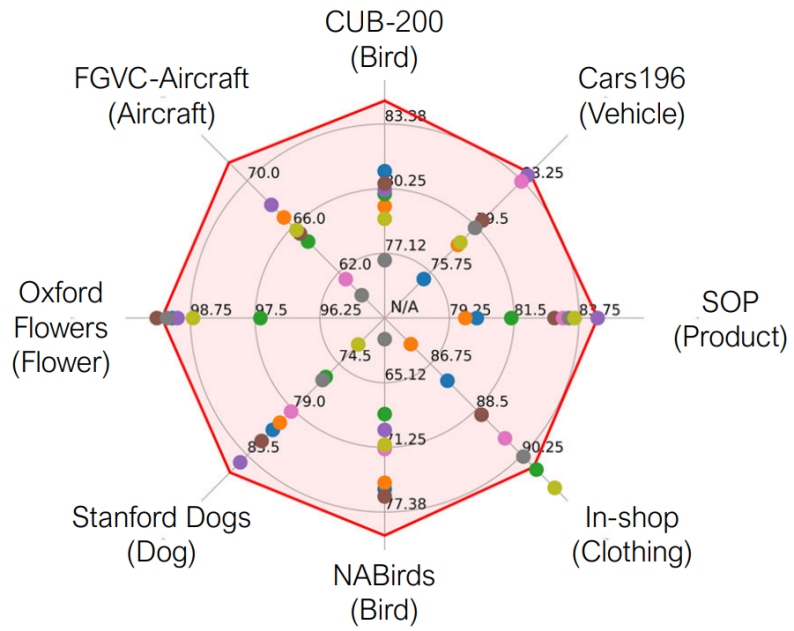 CUB-200
(Bird)
FGVC-Aircraft
(Aircraft)
Cars196
(Vehicle)
83.38
70.0
83.25
80.25
66.0
79.5
77.12
62.0
75.75
Oxford
Flowers
(Flower)
98.75
97.5
96.25
N/A
79.25
81.5
83.75
SOP
(Product)
74.5
65.12
86.75
79.0
88.5
83.5
71.25
90.25
77.38
Stanford Dogs
(Dog)
In-shop
(Clothing)
NABirds
(Bird)